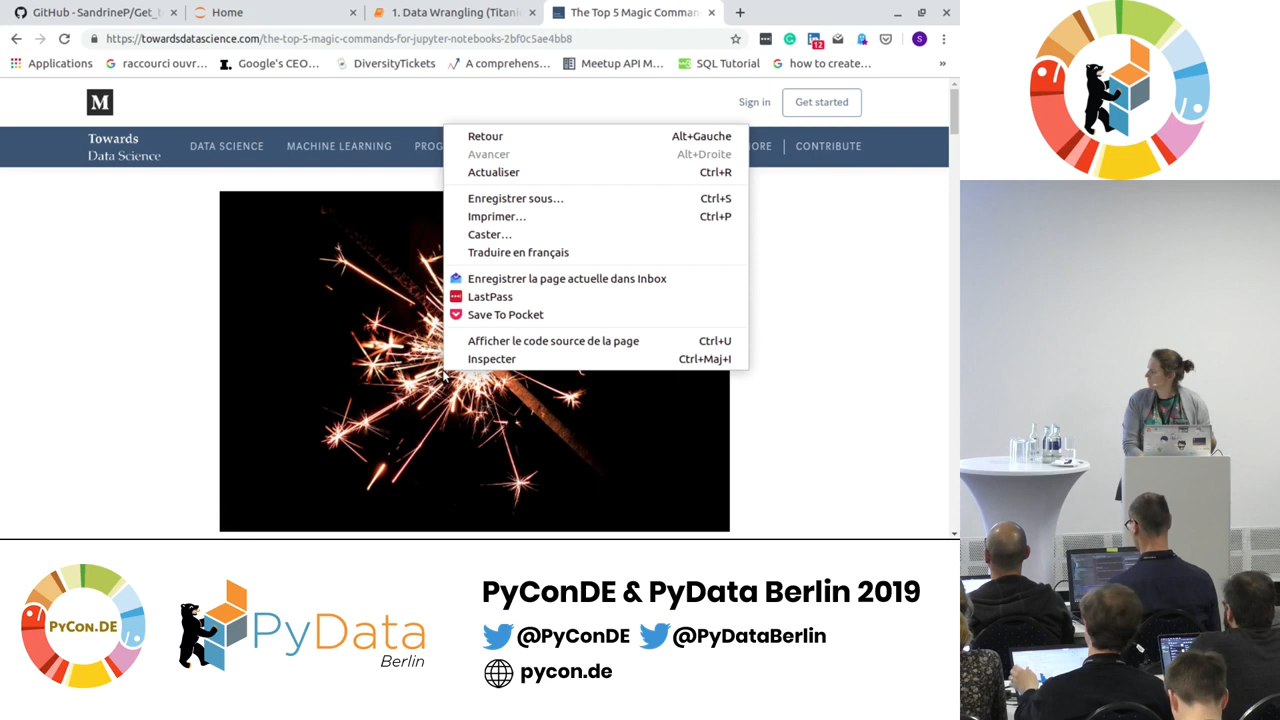 GitHub - SandrineP/Get_
Home
1. Data Wrangling (Titani
The Top 5 Magic Comman
https://towardsdatascience.com/the-top-5-magic-commands-for-jupyter-notebooks-2bf0c5ae4bb8
12
S
Applications
raccourci ouvr...
Google's CEO...
DiversityTickets
A comprehens...
Meetup API M...
SQL Tutorial
how to create...
»
M
Sign in
Get started
Towards
Data Science
DATA SCIENCE
MACHINE LEARNING
PROG
ORE
CONTRIBUTE
Retour Alt+Gauche
Avancer Alt+Droite
Actualiser Ctrl+R
Enregistrer sous... Ctrl+S
Imprimer... Ctrl+P
Caster...
Traduire en français
Enregistrer la page actuelle dans Inbox
LastPass
Save To Pocket
Afficher le code source de la page Ctrl+U
Inspecter Ctrl+Maj+I
PyCon.DE
PyData
Berlin
PyConDE & PyData Berlin 2019
@PyConDE @PyDataBerlin
pycon.de